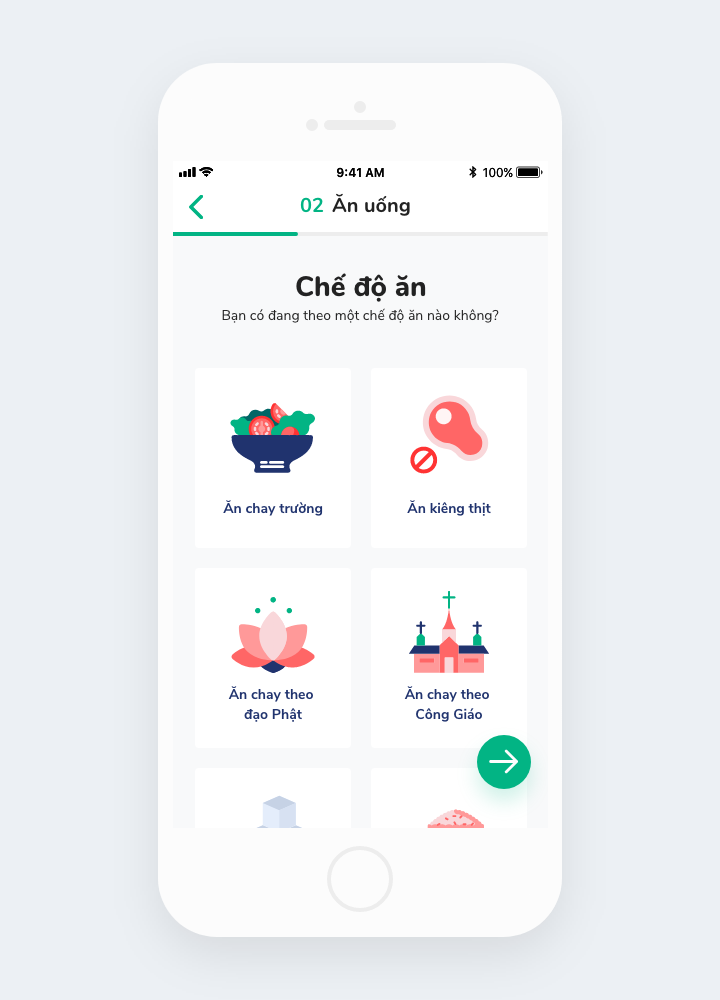 9:41 AM
100%
02 Ăn uống
Chế độ ăn
Bạn có đang theo một chế độ ăn nào không?
Ăn chay trường
Ăn kiêng thịt
Ăn chay theo
đạo Phật
Ăn chay theo
Công Giáo